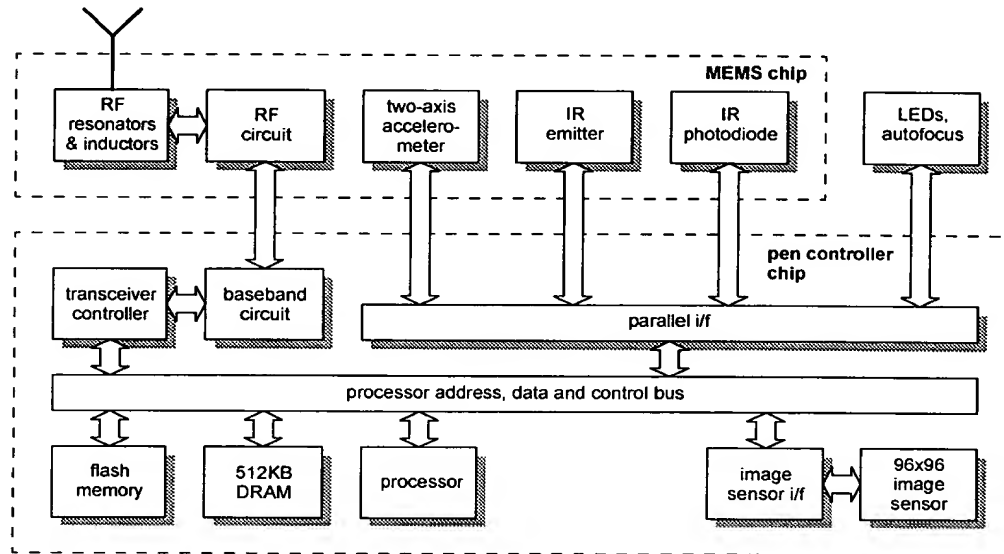 MEMS chip
RF
resonators
& inductors
RF
circuit
two-axis
accelero-
meter
IR
emitter
IR
photodiode
LEDs,
autofocus
pen controller
chip
transceiver
controller
baseband
circuit
parallel i/f
processor address, data and control bus
flash
memory
512KB
DRAM
processor
image
sensor i/f
96x96
image
sensor